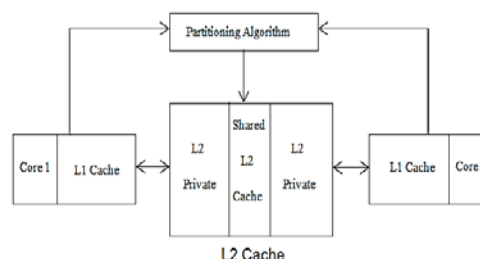 Partitioning Algorithm
Core 1
L1 Cache
L2
Private
Shared
L2
Cache
L2
Private
L1 Cache
Core
L2 Cache